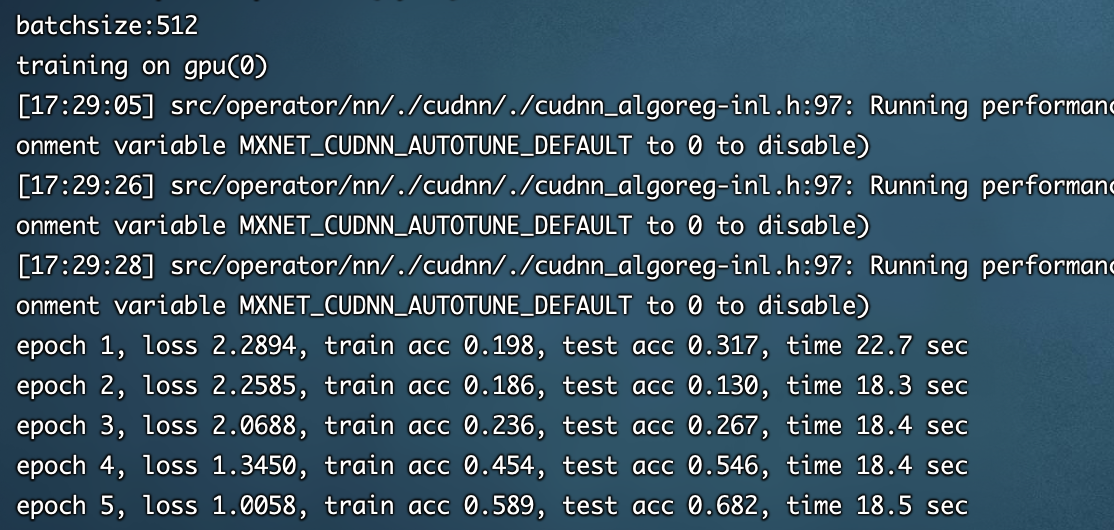 batchsize:512
training on gpu(0)
[17:29:05] src/operator/nn/./cudnn/./cudnn_algoreg-inl.h:97: Running performanc
onment variable MXNET_CUDNN_AUTOTUNE_DEFAULT to 0 to disable)
[17:29:26] src/operator/nn/./cudnn/./cudnn_algoreg-inl.h:97: Running performanc
onment variable MXNET_CUDNN_AUTOTUNE_DEFAULT to 0 to disable)
[17:29:28] src/operator/nn/./cudnn/./cudnn_algoreg-inl.h:97: Running performanc
onment variable MXNET_CUDNN_AUTOTUNE_DEFAULT to 0 to disable)
epoch 1, loss 2.2894, train acc 0.198, test acc 0.317, time 22.7 sec
epoch 2, loss 2.2585, train acc 0.186, test acc 0.130, time 18.3 sec
epoch 3, loss 2.0688, train acc 0.236, test acc 0.267, time 18.4 sec
epoch 4, loss 1.3450, train acc 0.454, test acc 0.546, time 18.4 sec
epoch 5, loss 1.0058, train acc 0.589, test acc 0.682, time 18.5 sec